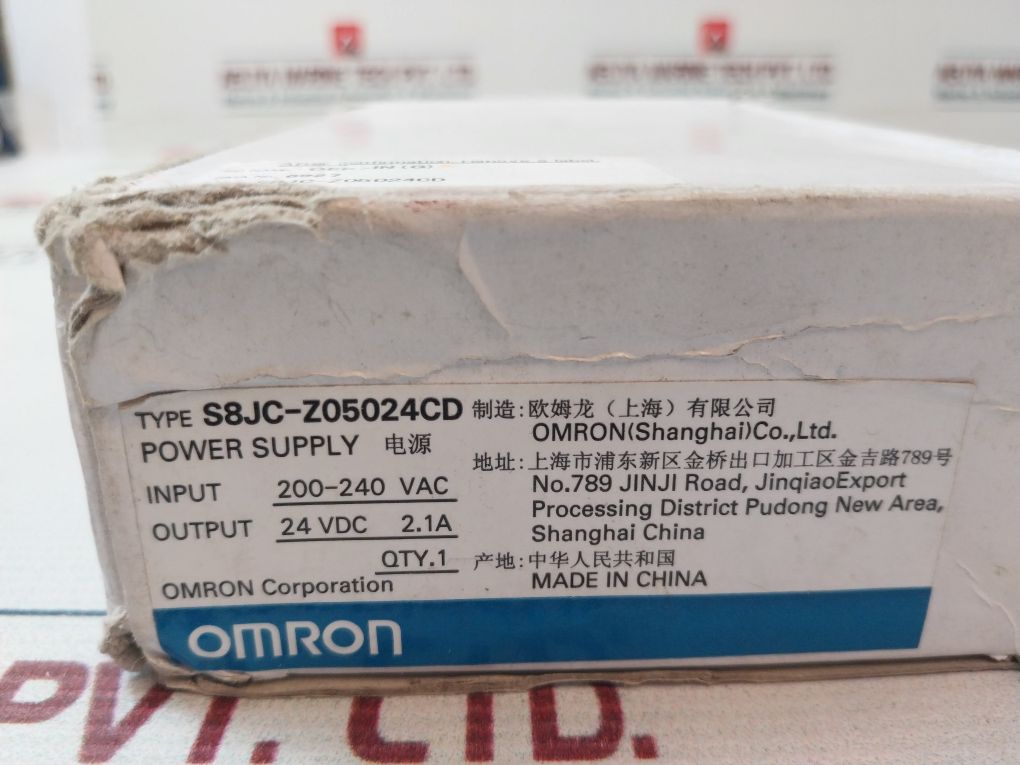 JC-Z05024CD
TYPE S8JC-Z05024CD
POWER SUPPLY 电源
INPUT 200-240 VAC
OUTPUT 24 VDC 2.1A
QTY.1
OMRON Corporation
制造:欧姆龙（上海）有限公司
OMRON(Shanghai)Co.,Ltd.
地址:上海市浦东新区金桥出口加工区金吉路789号
No.789 JINJI Road, JinqiaoExport
Processing District Pudong New Area,
Shanghai China
产地:中华人民共和国
MADE IN CHINA
OMRON
PVT. LTD.